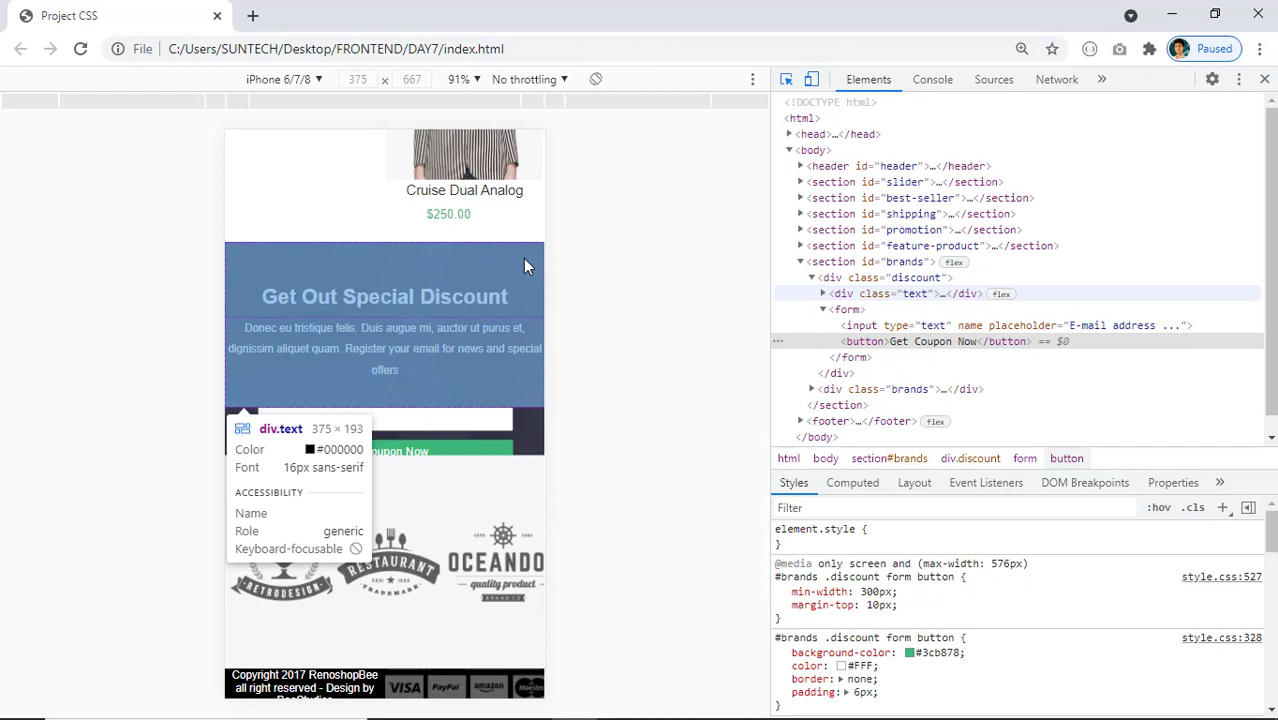 Project CSS
File C:/Users/SUNTECH/Desktop/FRONTEND/DAY7/index.html
Paused
iPhone 6/7/8 ▾ 375 × 667 91% ▾ No throttling ▾
Cruise Dual Analog
$250.00
Get Out Special Discount
Donec eu tristique felis. Duis augue mi, auctor ut purus et,
dignissim aliquet quam. Register your email for news and special
offers
oupon Now
div.text 375 × 193
Color #000000
Font 16px sans-serif
ACCESSIBILITY
Name
Role generic
Keyboard-focusable
RETRODESIGN
RESTAURANT
TRADEMARK
OCEANDO
quality product
BRAND CO
Copyright 2017 RenoshopBee
all right reserved - Design by
VISA PayPal amazon Maestro
Elements Console Sources Network »
<!DOCTYPE html>
<html>
<head>…</head>
<body>
<header id="header">…</header>
<section id="slider">…</section>
<section id="best-seller">…</section>
<section id="shipping">…</section>
<section id="promotion">…</section>
<section id="feature-product">…</section>
<section id="brands"> flex
<div class="discount">
<div class="text">…</div> flex
<form>
<input type="text" name placeholder="E-mail address ...">
<button>Get Coupon Now</button> == $0
</form>
</div>
<div class="brands">…</div>
</section>
<footer>…</footer> flex
</body>
html body section#brands div.discount form button
Styles Computed Layout Event Listeners DOM Breakpoints Properties »
Filter :hov .cls +
element.style {
}
@media only screen and (max-width: 576px)
#brands .discount form button { style.css:527
min-width: 300px;
margin-top: 10px;
}
#brands .discount form button { style.css:328
background-color: #3cb878;
color: #FFF;
border: none;
padding: 6px;
}